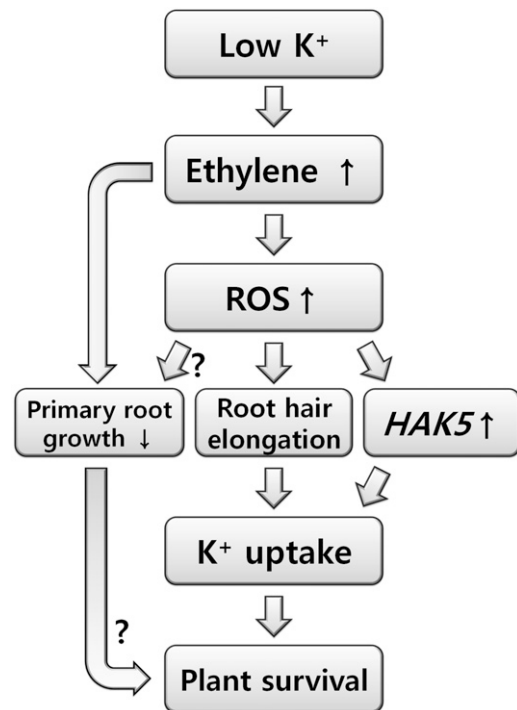 Low K⁺
Ethylene ↑
ROS ↑
?
Primary root
growth ↓
Root hair
elongation
HAK5 ↑
K⁺ uptake
?
Plant survival